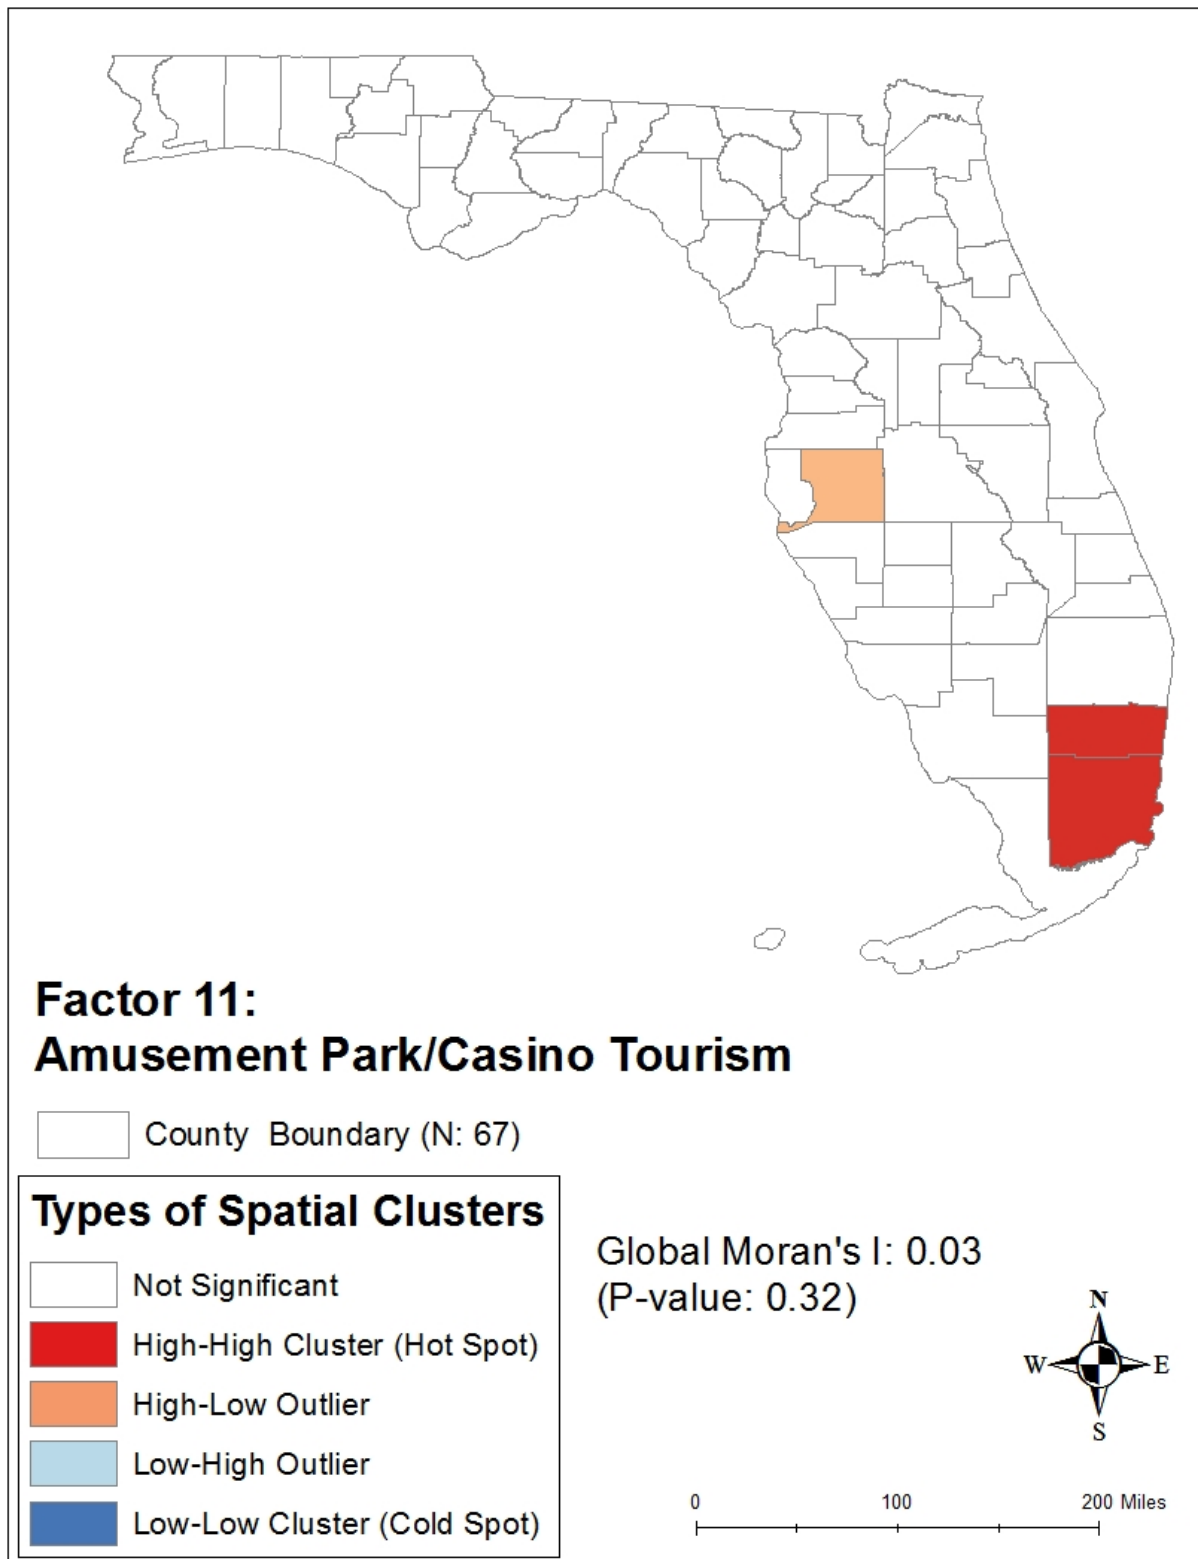 Factor 11:
Amusement Park/Casino Tourism
County Boundary (N: 67)
Types of Spatial Clusters
Not Significant
High-High Cluster (Hot Spot)
High-Low Outlier
Low-High Outlier
Low-Low Cluster (Cold Spot)
Global Moran's I: 0.03
(P-value: 0.32)
N
W E
S
0 100 200 Miles